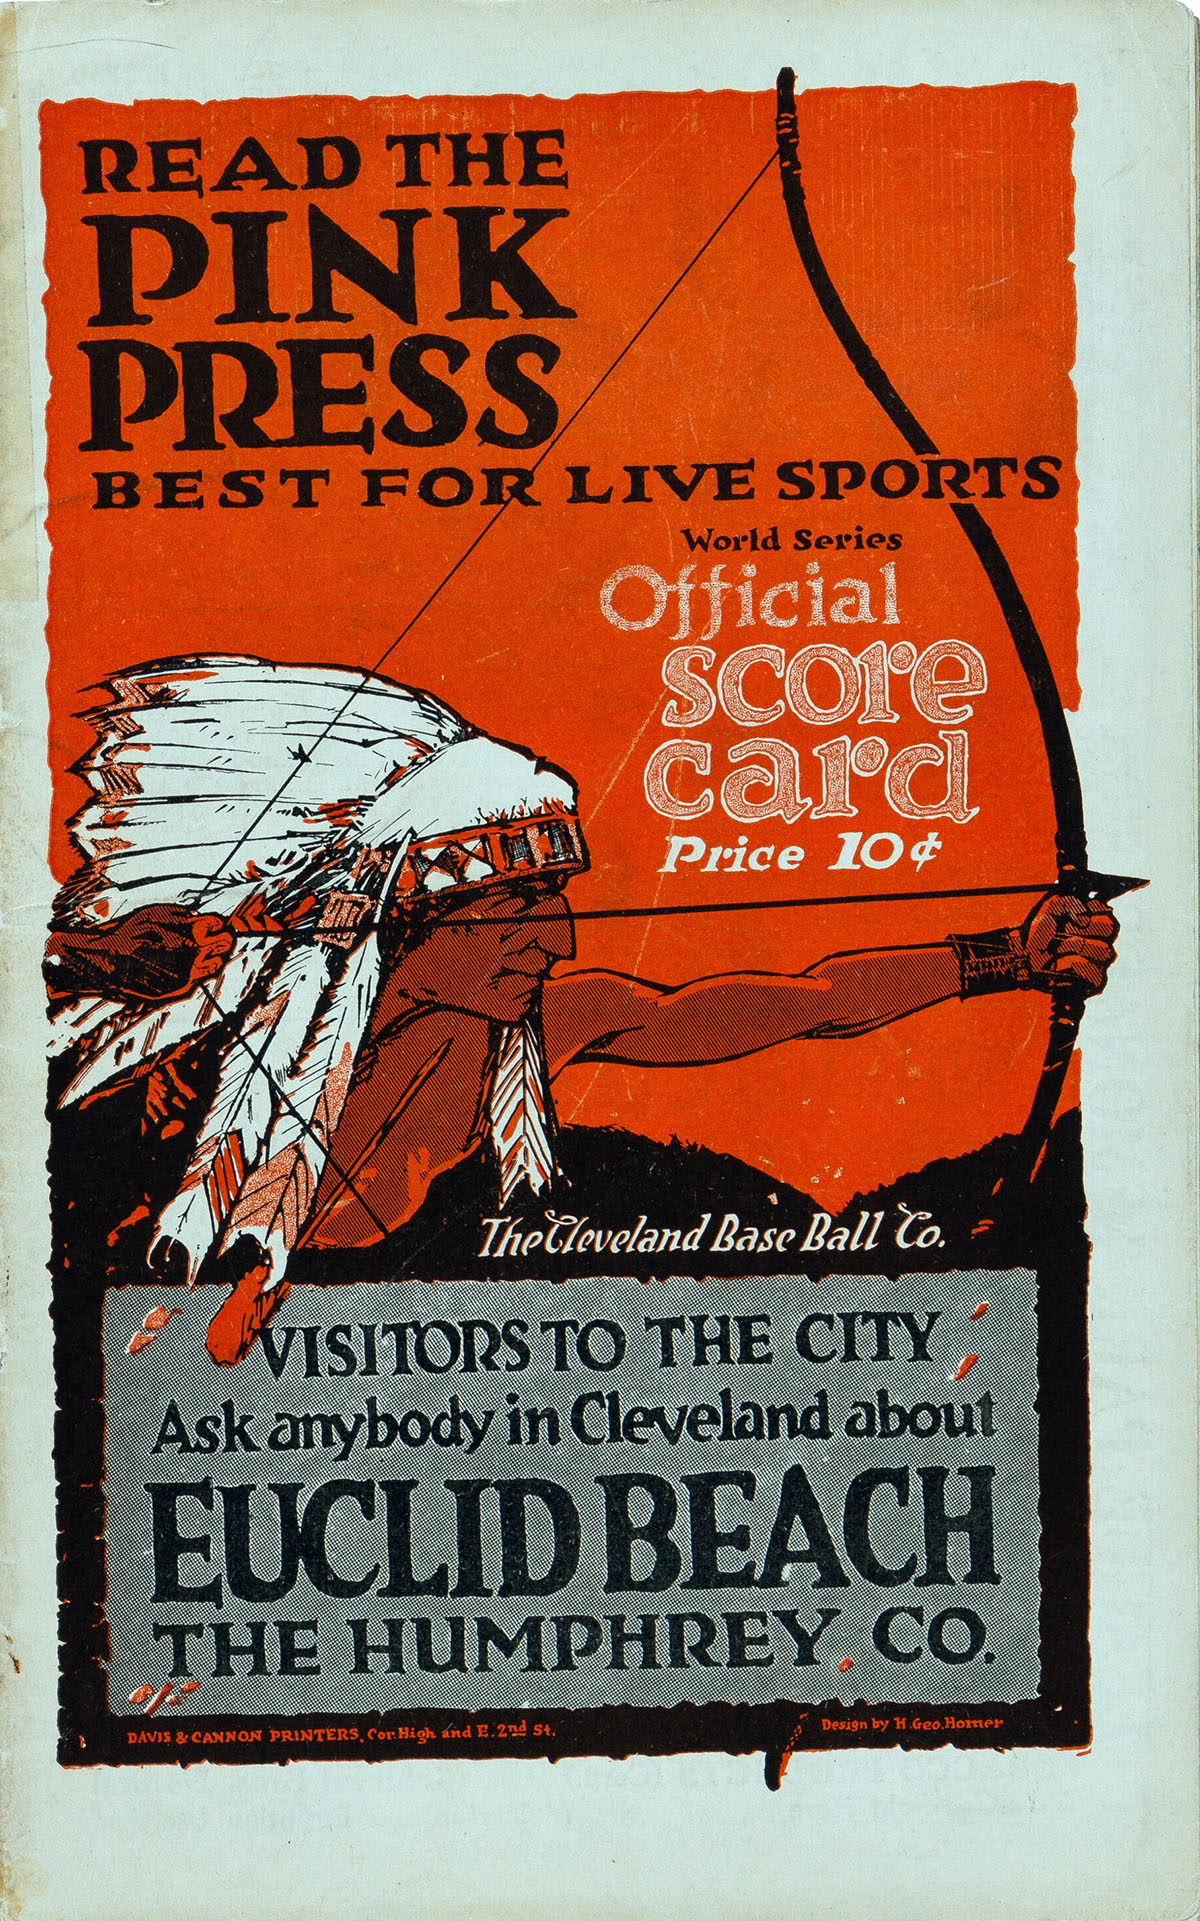 READ THE
PINK
PRESS
BEST FOR LIVE SPORTS
World Series
Official
score
card
Price 10¢
The Cleveland Base Ball Co.
VISITORS TO THE CITY
Ask anybody in Cleveland about
EUCLID BEACH
THE HUMPHREY CO.
DAVIS & CANNON PRINTERS, Cor. High and E. 2nd St.
Design by H. Geo. Horner